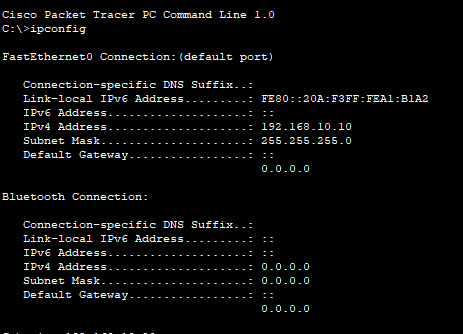 Cisco Packet Tracer PC Command Line 1.0
C:\>ipconfig
FastEthernet0 Connection:(default port)
Connection-specific DNS Suffix..:
Link-local IPv6 Address.........: FE80::20A:F3FF:FEA1:B1A2
IPv6 Address....................: ::
IPv4 Address....................: 192.168.10.10
Subnet Mask.....................: 255.255.255.0
Default Gateway.................: ::
0.0.0.0
Bluetooth Connection:
Connection-specific DNS Suffix..:
Link-local IPv6 Address.........: ::
IPv6 Address....................: ::
IPv4 Address....................: 0.0.0.0
Subnet Mask.....................: 0.0.0.0
Default Gateway.................: ::
0.0.0.0